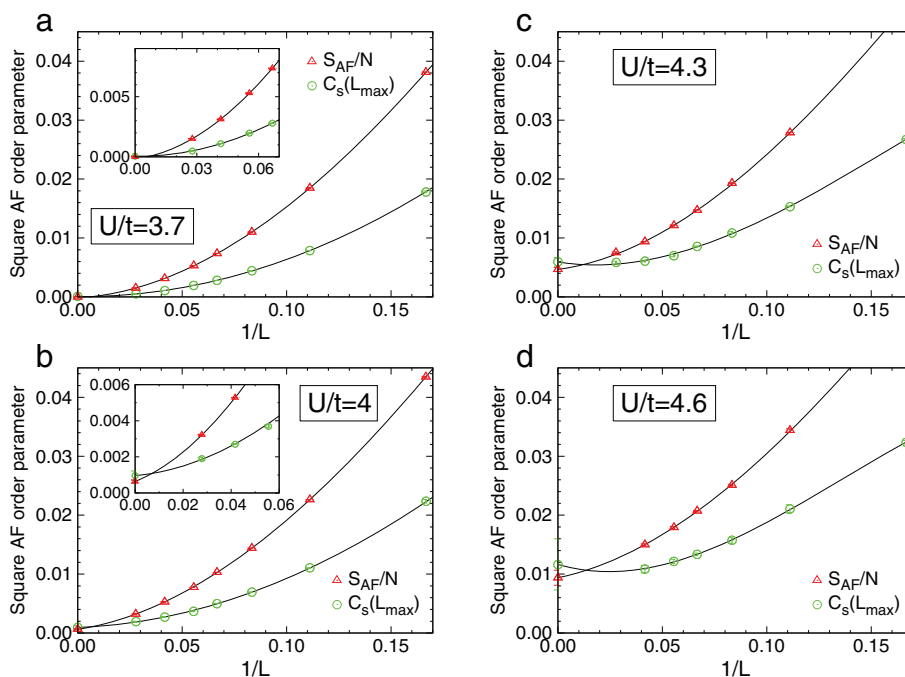 a
Square AF order parameter
0.04
0.03
0.02
0.01
0.00
0.00 0.05 0.10 0.15
1/L
U/t=3.7
0.005
0.000
0.00 0.03 0.06
S_AF/N
C_s(L_max)
b
Square AF order parameter
0.04
0.03
0.02
0.01
0.00
0.00 0.05 0.10 0.15
1/L
U/t=4
0.006
0.004
0.002
0.000
0.00 0.02 0.04 0.06
S_AF/N
C_s(L_max)
c
Square AF order parameter
0.04
0.03
0.02
0.01
0.00
0.00 0.05 0.10 0.15
1/L
U/t=4.3
S_AF/N
C_s(L_max)
d
Square AF order parameter
0.04
0.03
0.02
0.01
0.00
0.00 0.05 0.10 0.15
1/L
U/t=4.6
S_AF/N
C_s(L_max)